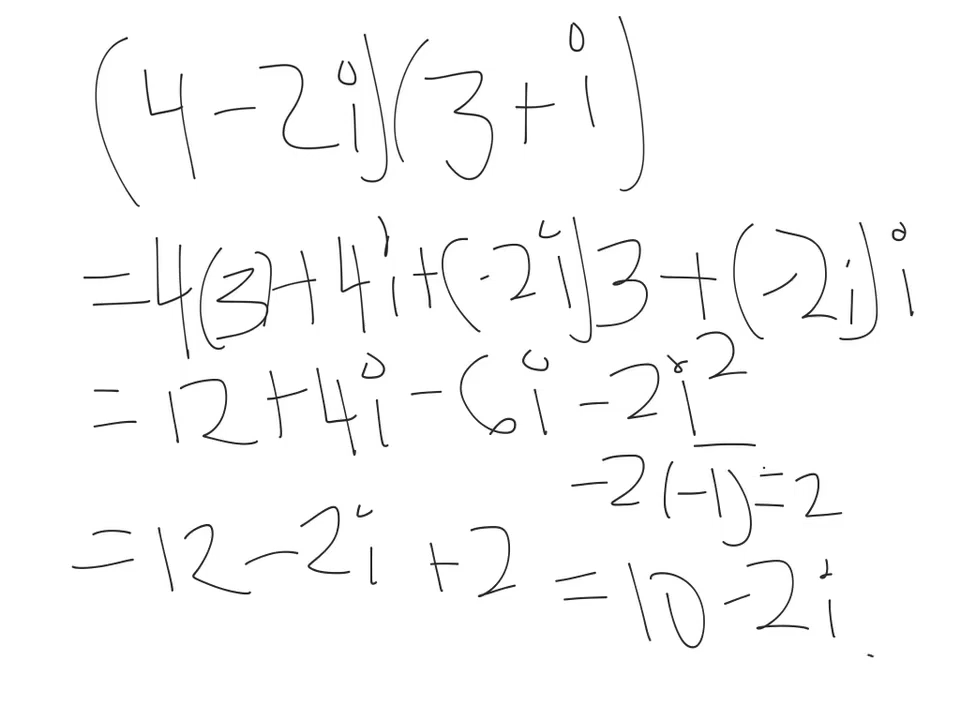 (4-2i)(3+i)
=4(3)+4i+(-2i)3+(-2i)i
=12+4i-6i-2i²
-2(-1)=2
=12-2i+2=10-2i.